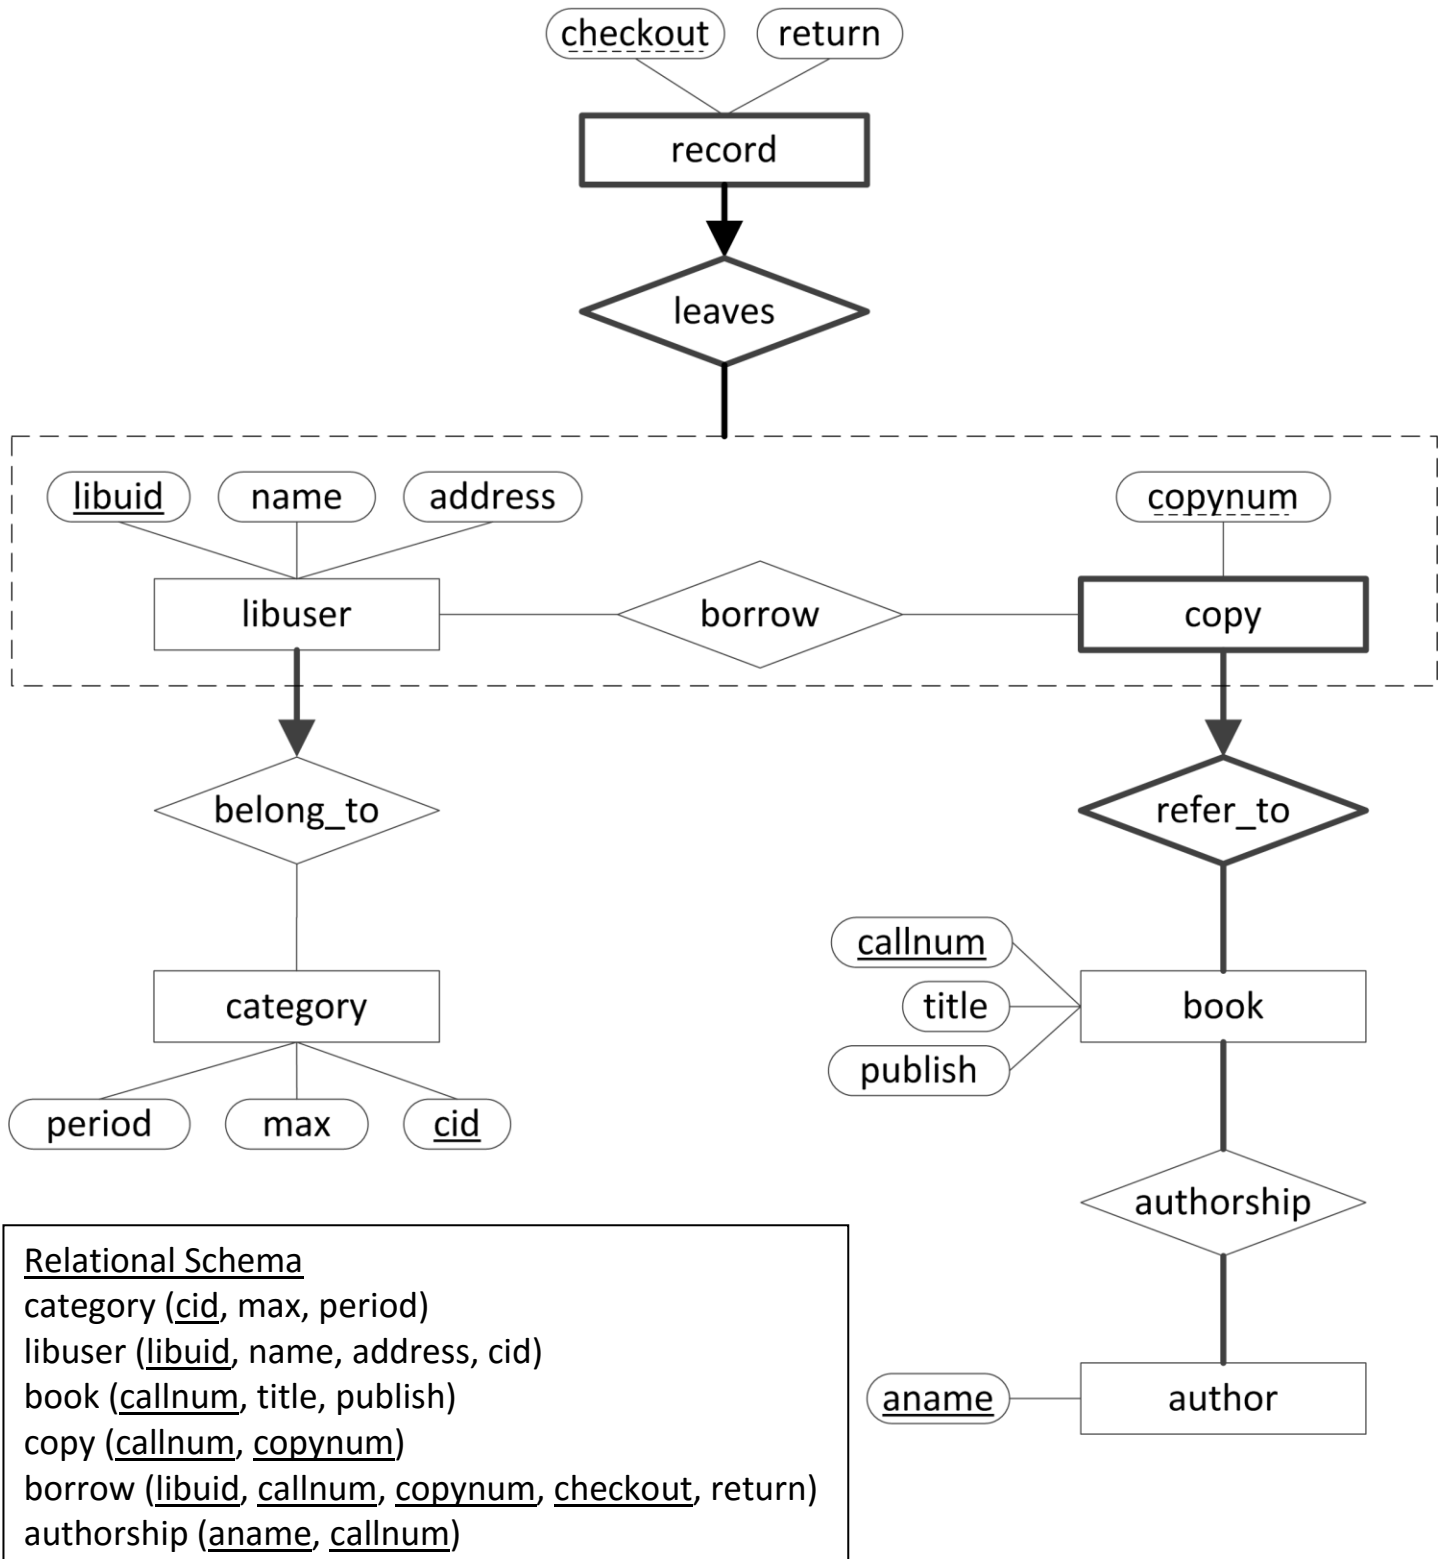 checkout return
record
leaves
libuid name address copynum
libuser borrow copy
belong_to refer_to
callnum
title
publish
category book
period max cid
authorship
aname author
Relational Schema
category (cid, max, period)
libuser (libuid, name, address, cid)
book (callnum, title, publish)
copy (callnum, copynum)
borrow (libuid, callnum, copynum, checkout, return)
authorship (aname, callnum)